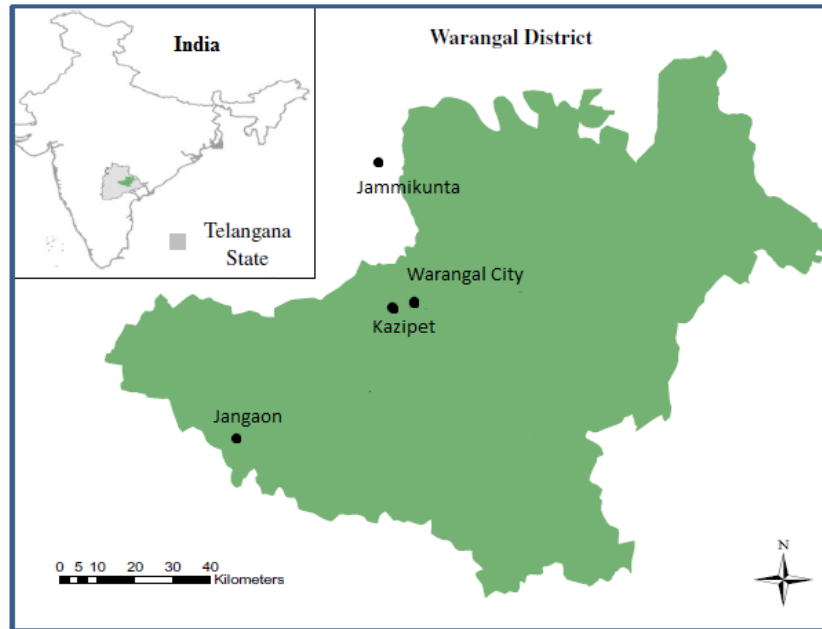 India
Telangana
State
Warangal District
Jammikunta
Warangal City
Kazipet
Jangaon
0 5 10 20 30 40
Kilometers
N